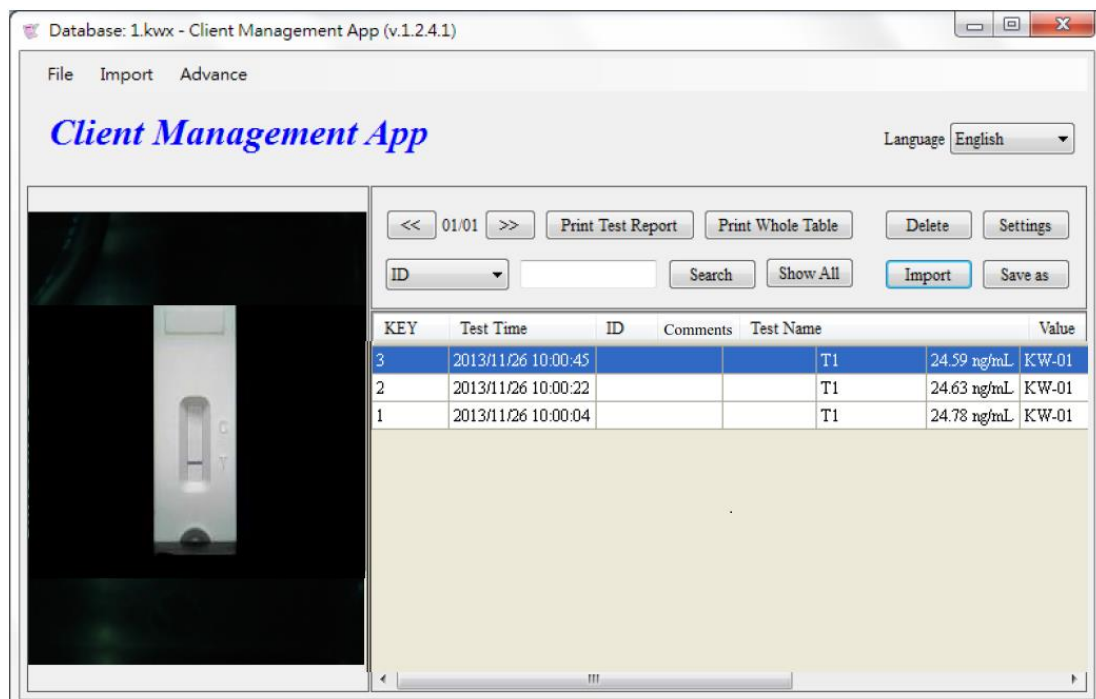 Database: 1.kwx - Client Management App (v.1.2.4.1)
File Import Advance
Client Management App
Language English
<< 01/01 >> Print Test Report Print Whole Table Delete Settings
ID Search Show All Import Save as
KEY Test Time ID Comments Test Name Value
3 2013/11/26 10:00:45 T1 24.59 ng/mL KW-01
2 2013/11/26 10:00:22 T1 24.63 ng/mL KW-01
1 2013/11/26 10:00:04 T1 24.78 ng/mL KW-01
C
T